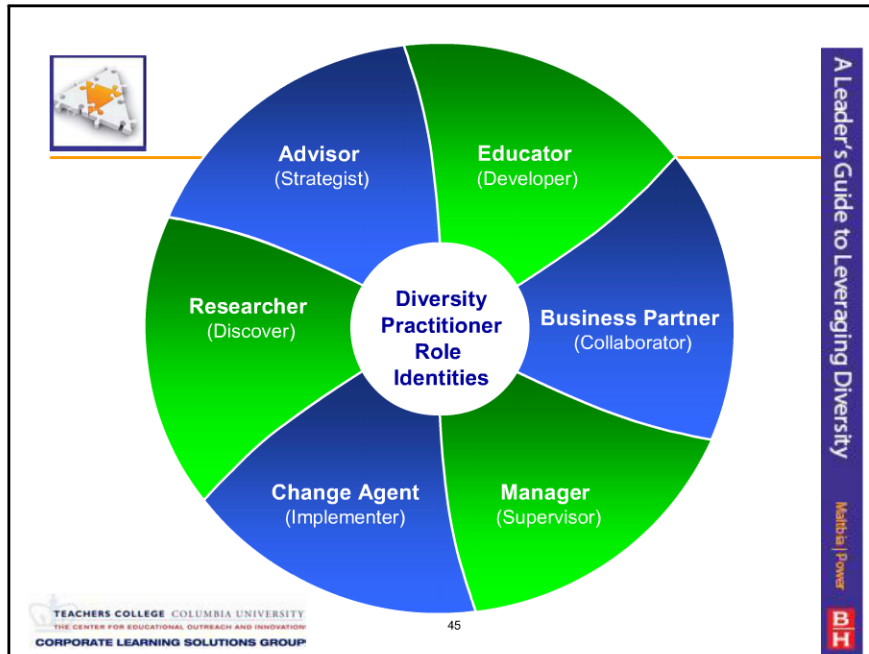 Advisor
(Strategist)
Educator
(Developer)
Researcher
(Discover)
Diversity
Practitioner
Role
Identities
Business Partner
(Collaborator)
Change Agent
(Implementer)
Manager
(Supervisor)
A Leader's Guide to Leveraging Diversity
Maltbia | Power
B
H
TEACHERS COLLEGE COLUMBIA UNIVERSITY
THE CENTER FOR EDUCATIONAL OUTREACH AND INNOVATION
CORPORATE LEARNING SOLUTIONS GROUP
45